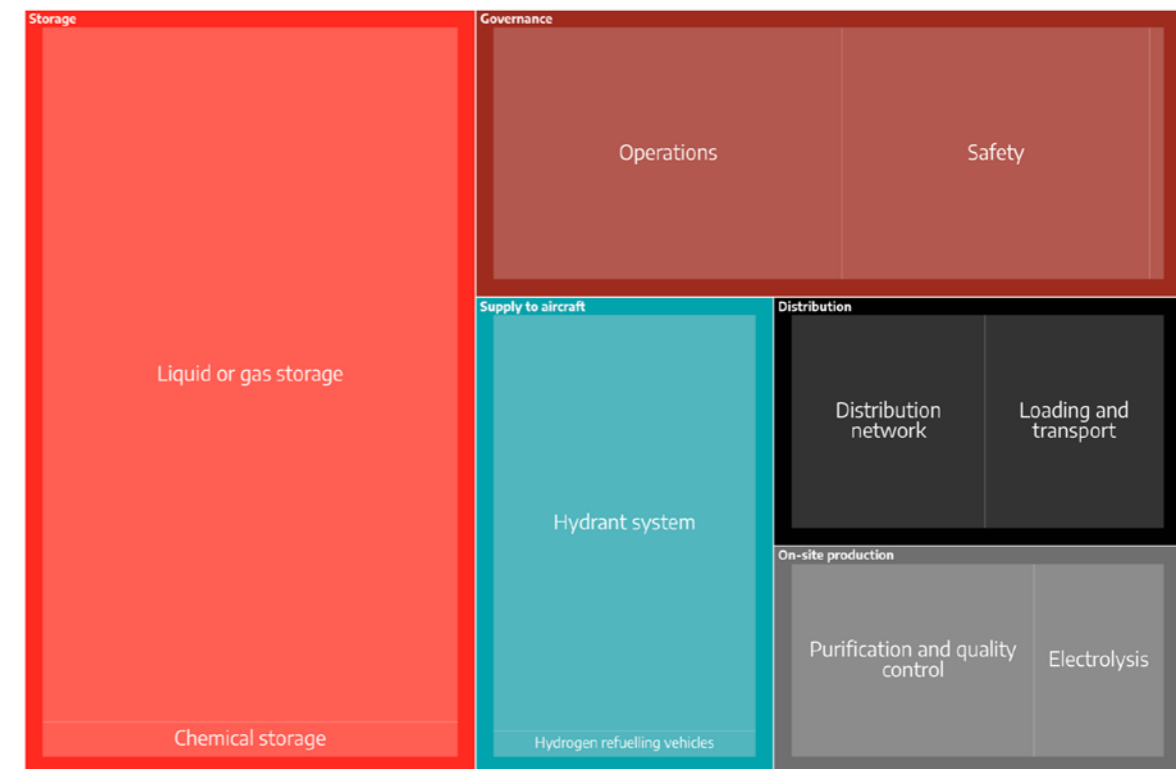 Storage
Liquid or gas storage
Chemical storage
Governance
Operations
Safety
Supply to aircraft
Hydrant system
Hydrogen refuelling vehicles
Distribution
Distribution
network
Loading and
transport
On-site production
Purification and quality
control
Electrolysis